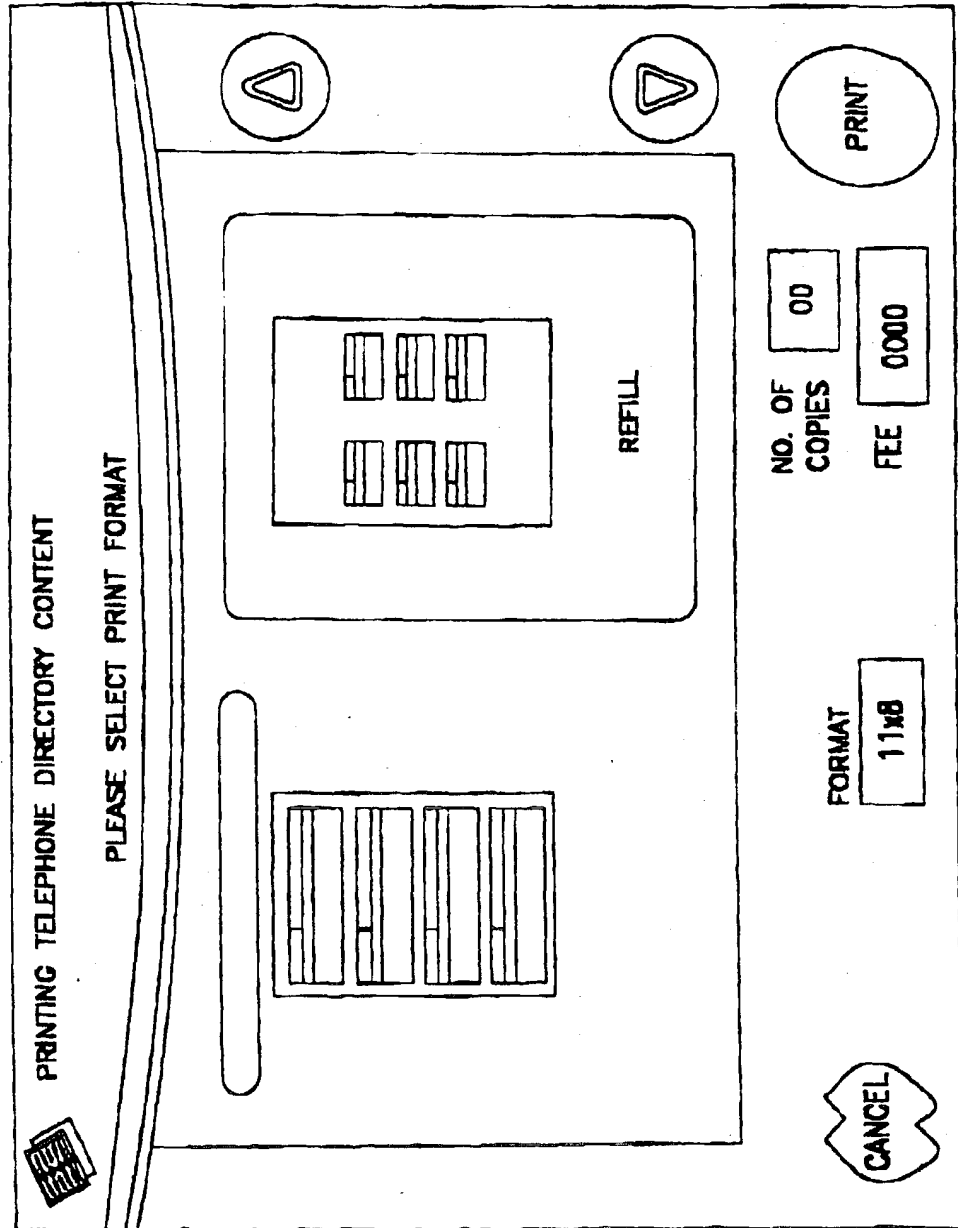 PRINTING TELEPHONE DIRECTORY CONTENT
PLEASE SELECT PRINT FORMAT
REFILL
CANCEL
FORMAT
11x8
NO. OF
COPIES
00
FEE
0000
PRINT